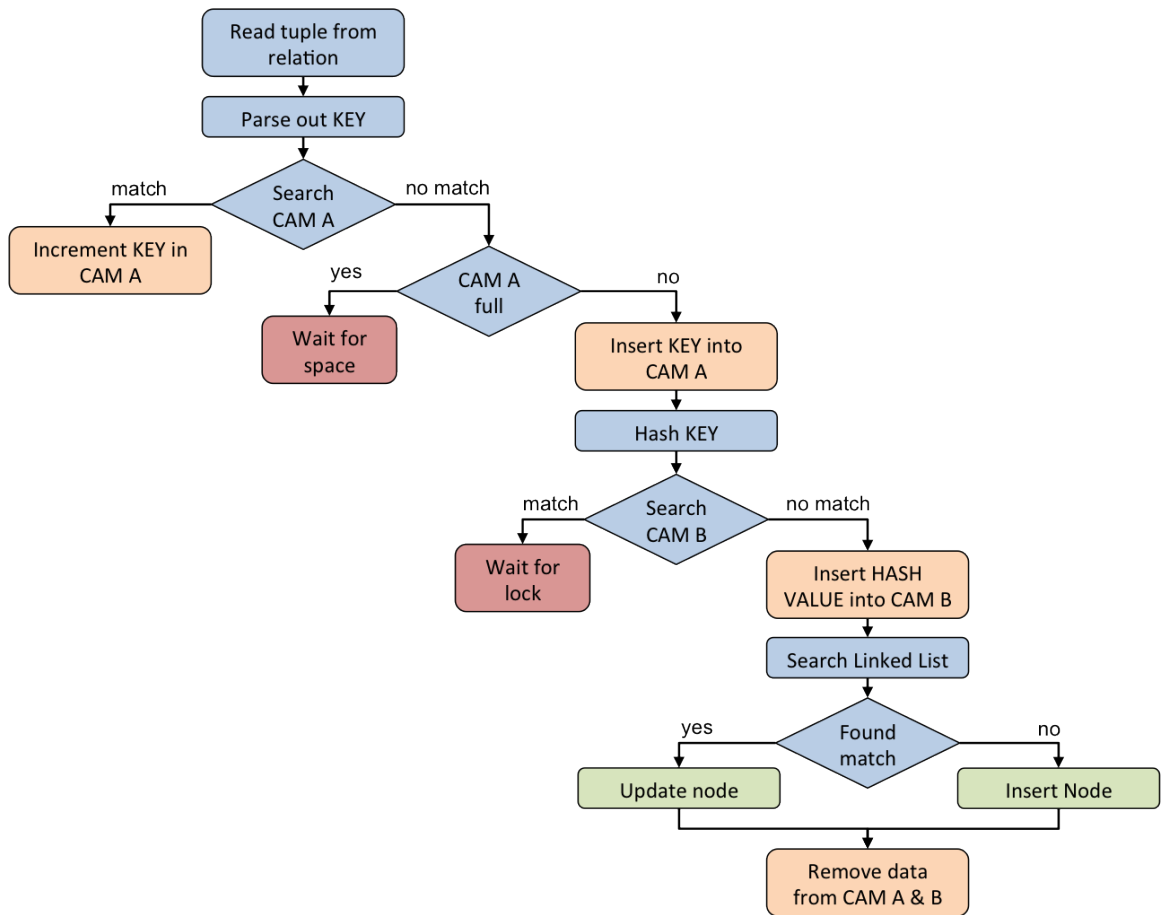 Read tuple from
relation
Parse out KEY
match
Search
CAM A
no match
Increment KEY in
CAM A
yes
CAM A
full
no
Wait for
space
Insert KEY into
CAM A
Hash KEY
match
Search
CAM B
no match
Wait for
lock
Insert HASH
VALUE into CAM B
Search Linked List
yes
Found
match
no
Update node
Insert Node
Remove data
from CAM A & B